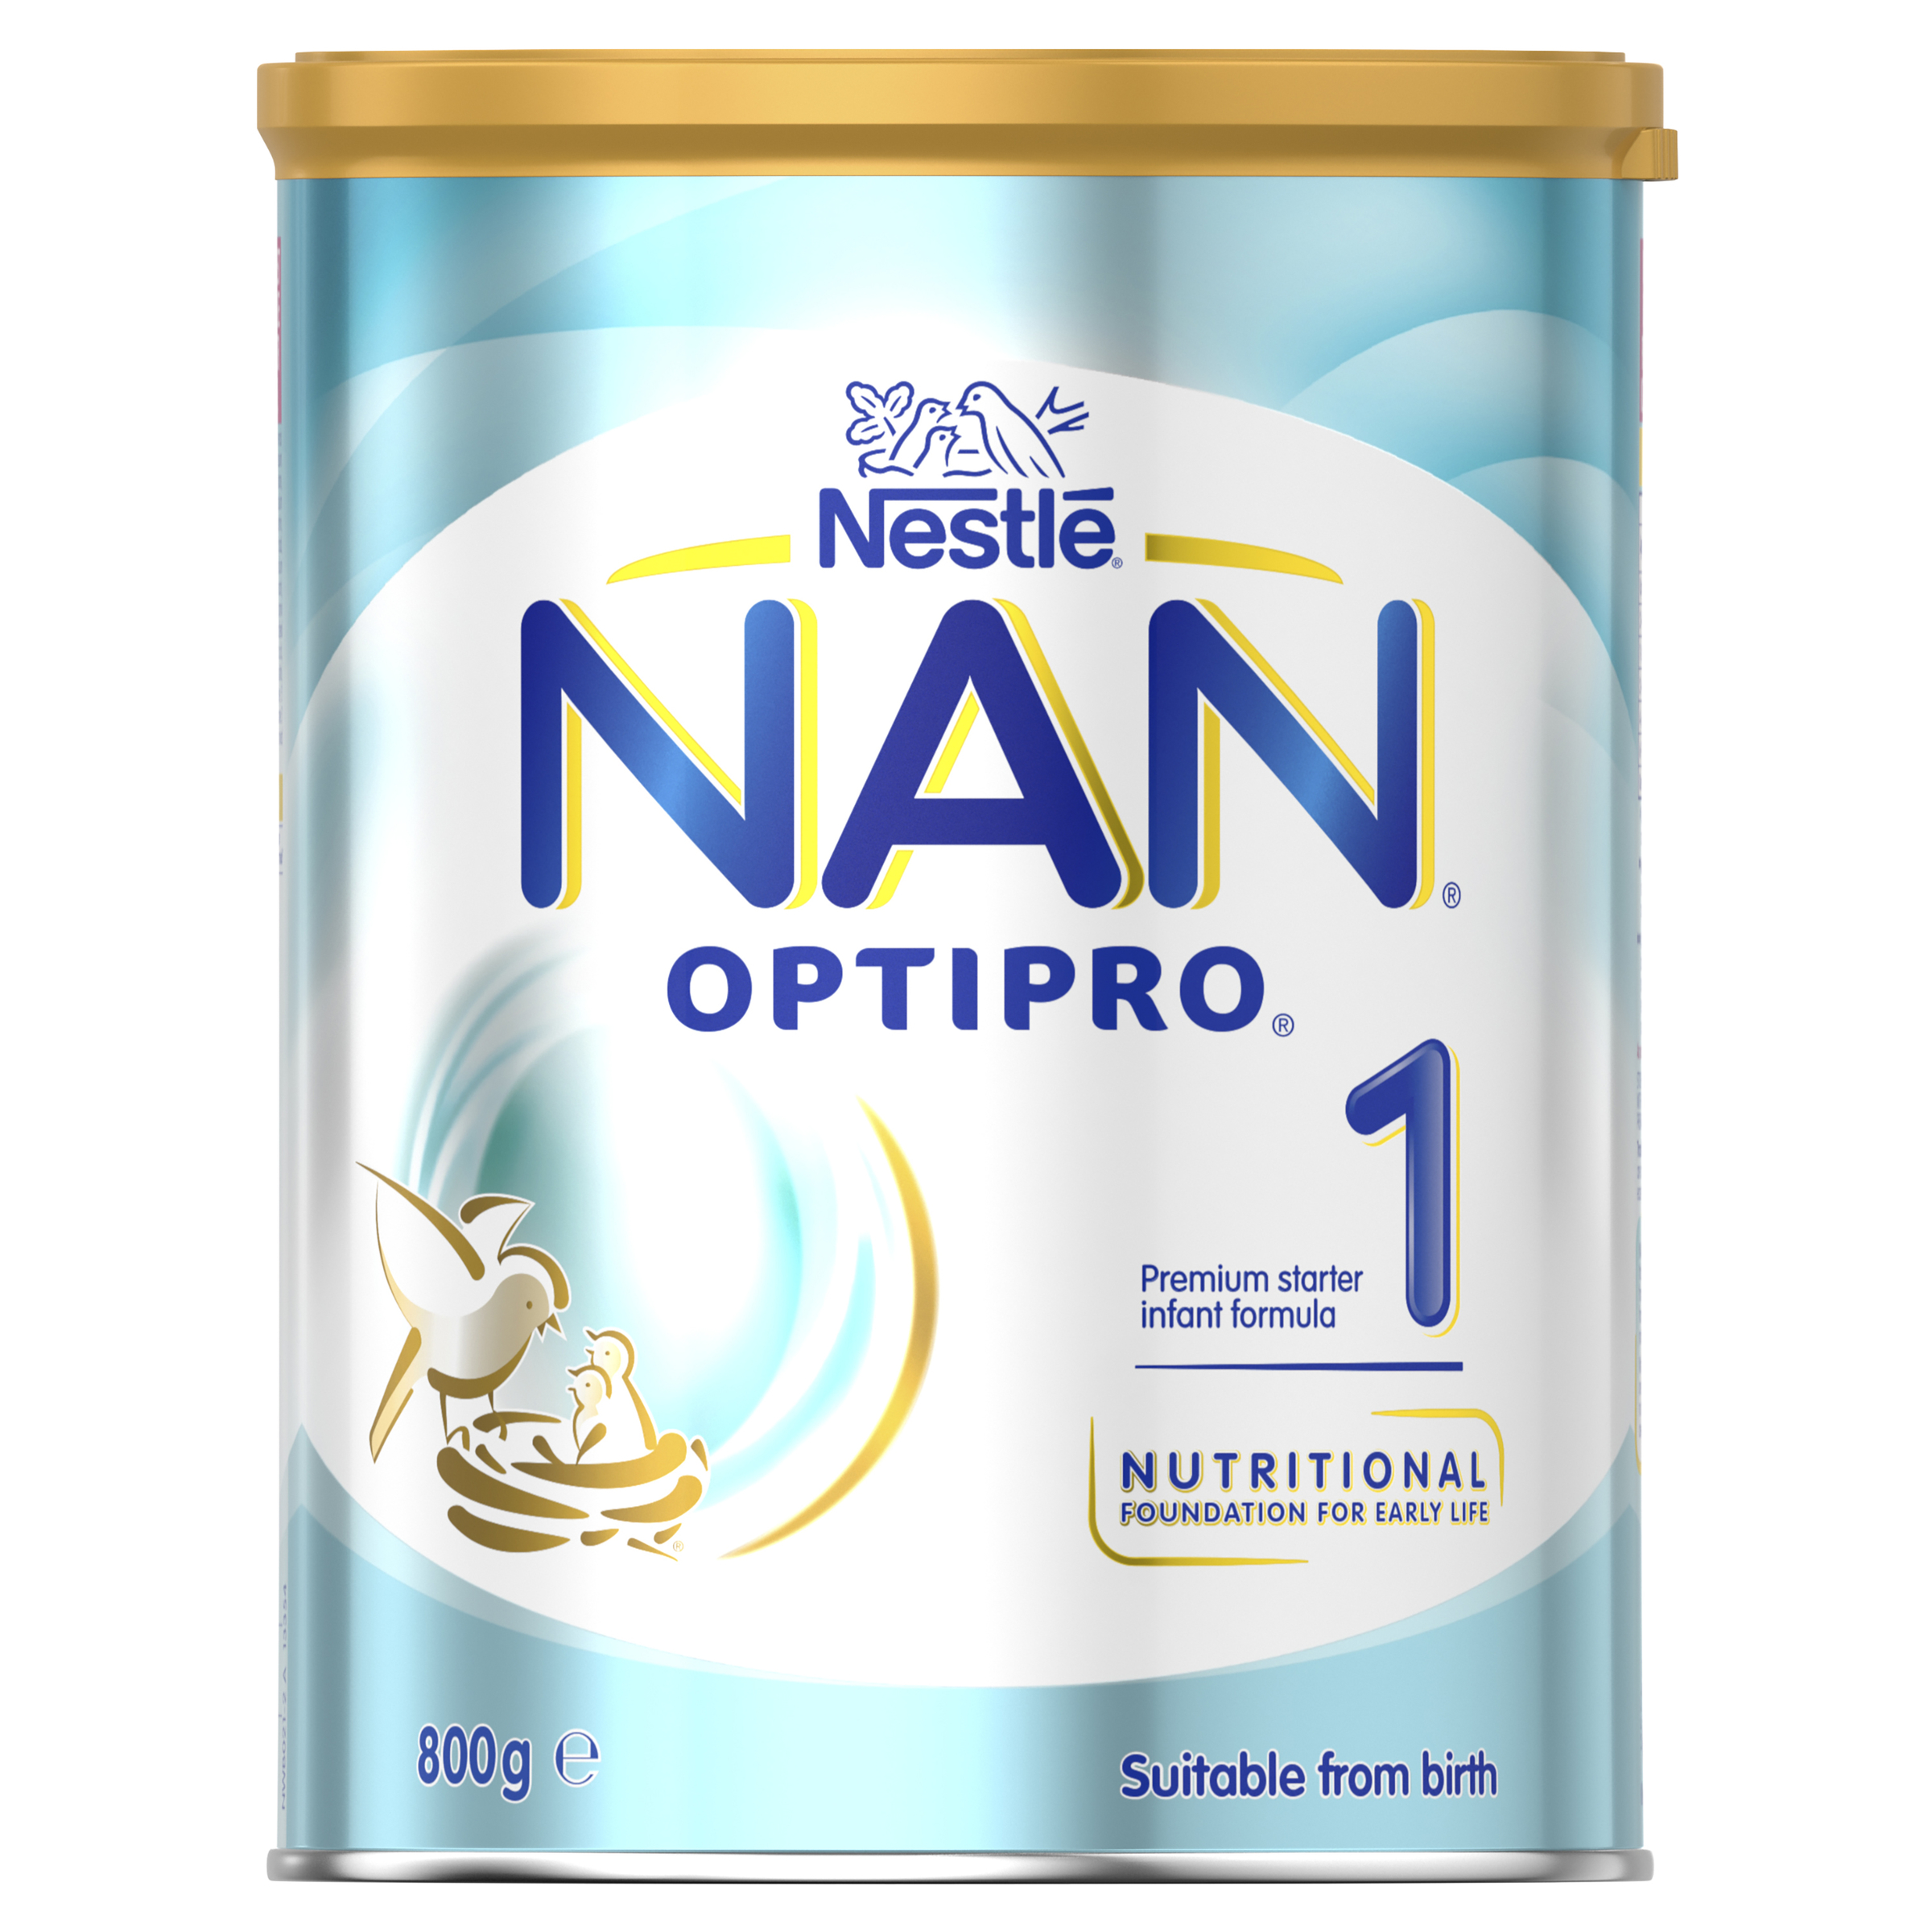 Nestlé®
NAN®
OPTIPRO®
1
Premium starter
infant formula
NUTRITIONAL
FOUNDATION FOR EARLY LIFE
®
800g e
Suitable from birth